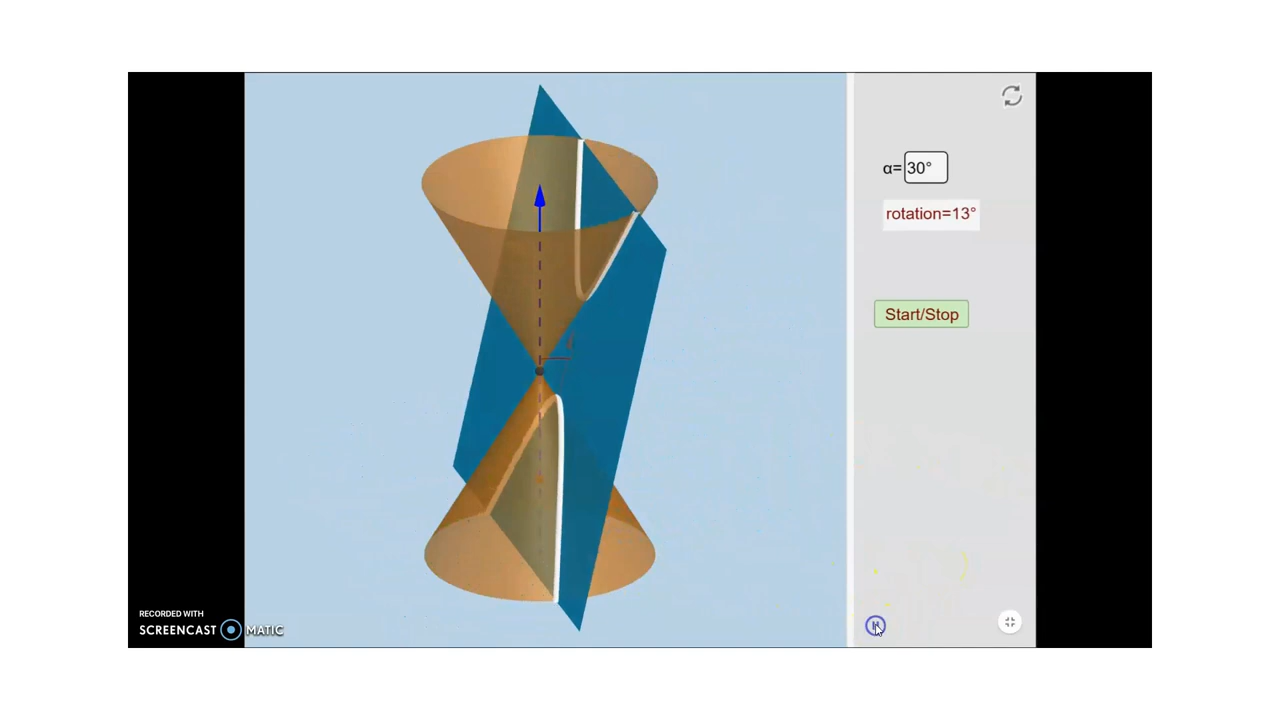 α= 30°
rotation=13°
Start/Stop
RECORDED WITH
SCREENCAST MATIC